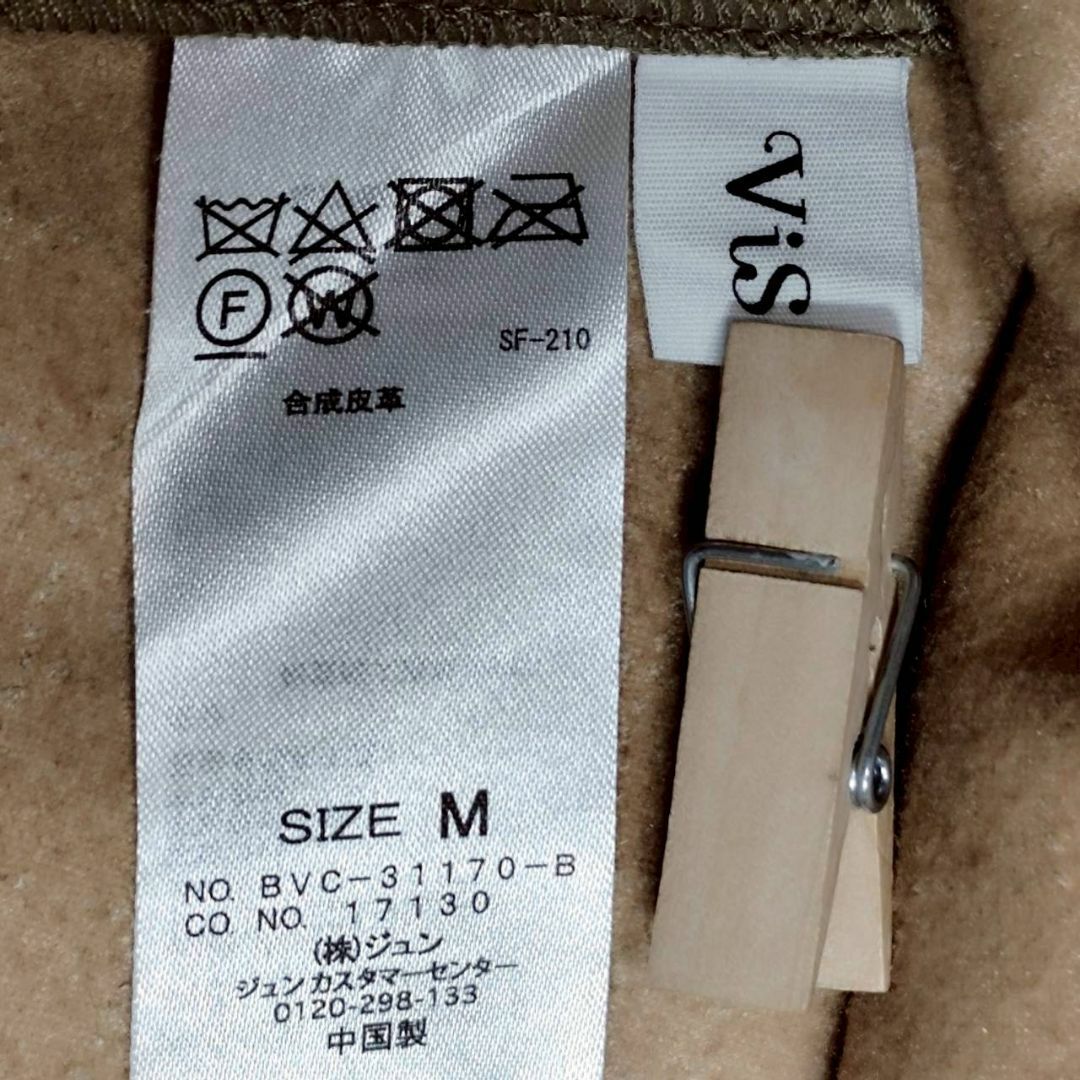 F
W
SF-210
合成皮革
SIZE M
NO. BVC-31170-B
CO NO. 17130
(株)ジュン
ジュンカスタマーセンター
0120-298-133
中国製
ViS